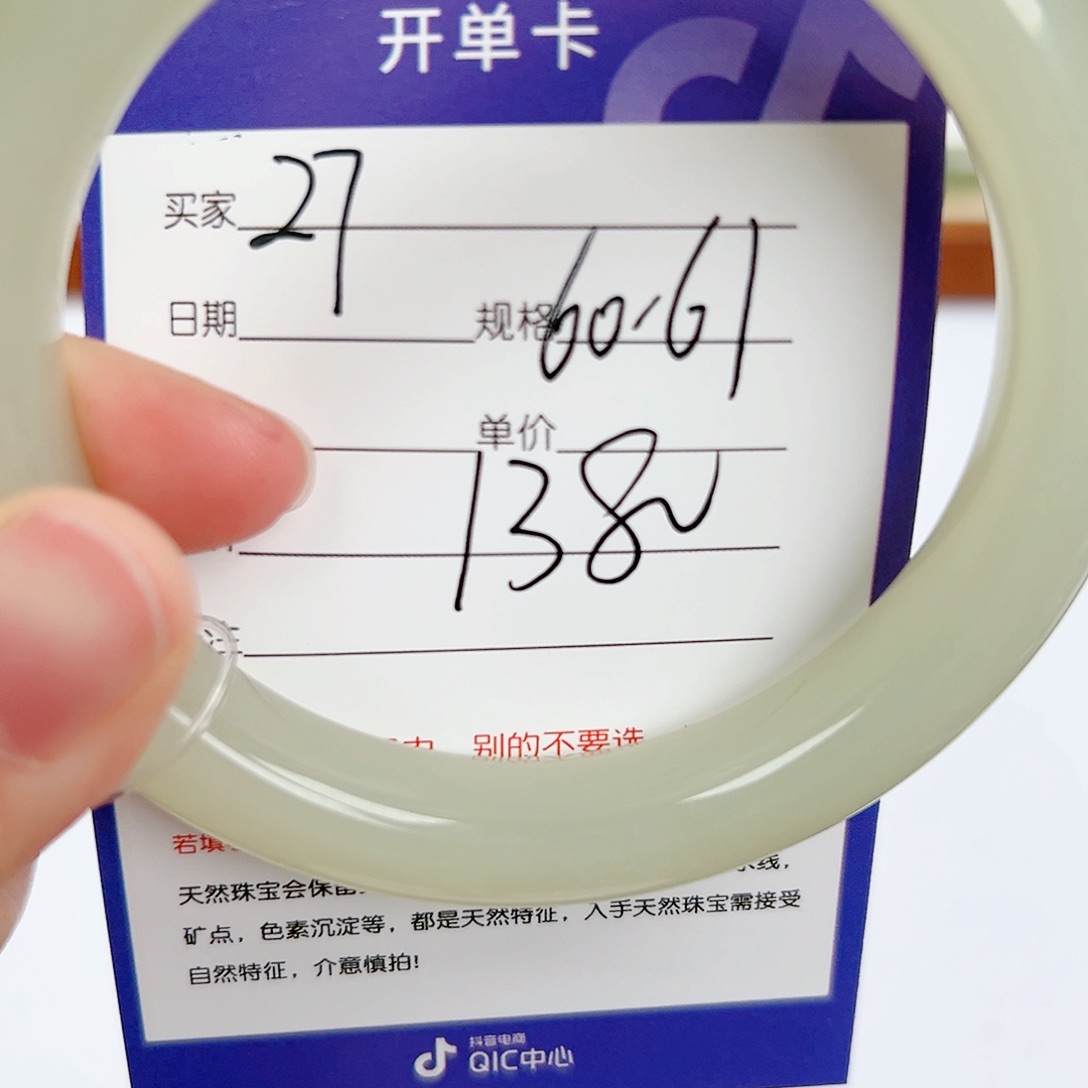 开单卡
买家 27
日期 规格 60-61
单价
138
别的不要选
若填
天然珠宝会保留
水线，
矿点，色素沉淀等，都是天然特征，入手天然珠宝需接受
自然特征，介意慎拍！
抖音电商
QIC中心